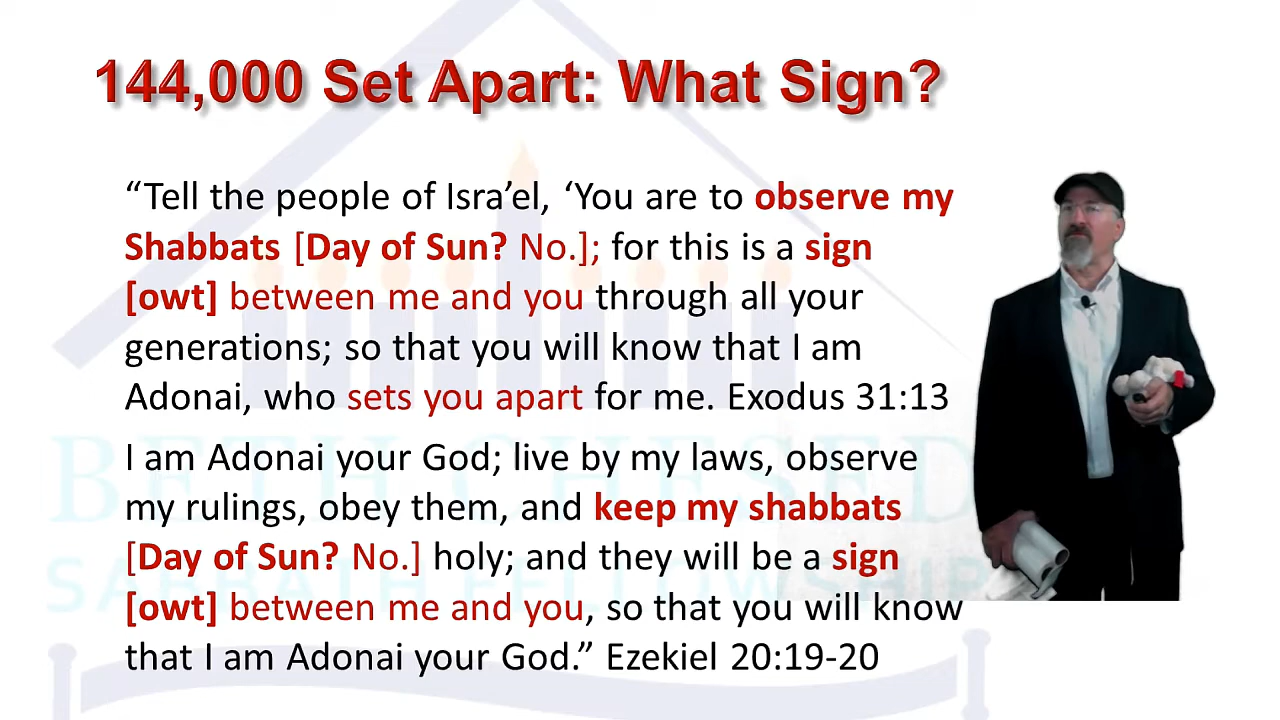 144,000 Set Apart: What Sign?
“Tell the people of Isra’el, ‘You are to observe my
Shabbats [Day of Sun? No.]; for this is a sign
[owt] between me and you through all your
generations; so that you will know that I am
Adonai, who sets you apart for me. Exodus 31:13
I am Adonai your God; live by my laws, observe
my rulings, obey them, and keep my shabbats
[Day of Sun? No.] holy; and they will be a sign
[owt] between me and you, so that you will know
that I am Adonai your God.” Ezekiel 20:19-20
BETH CHESED
SABBATH FELLOWSHIP